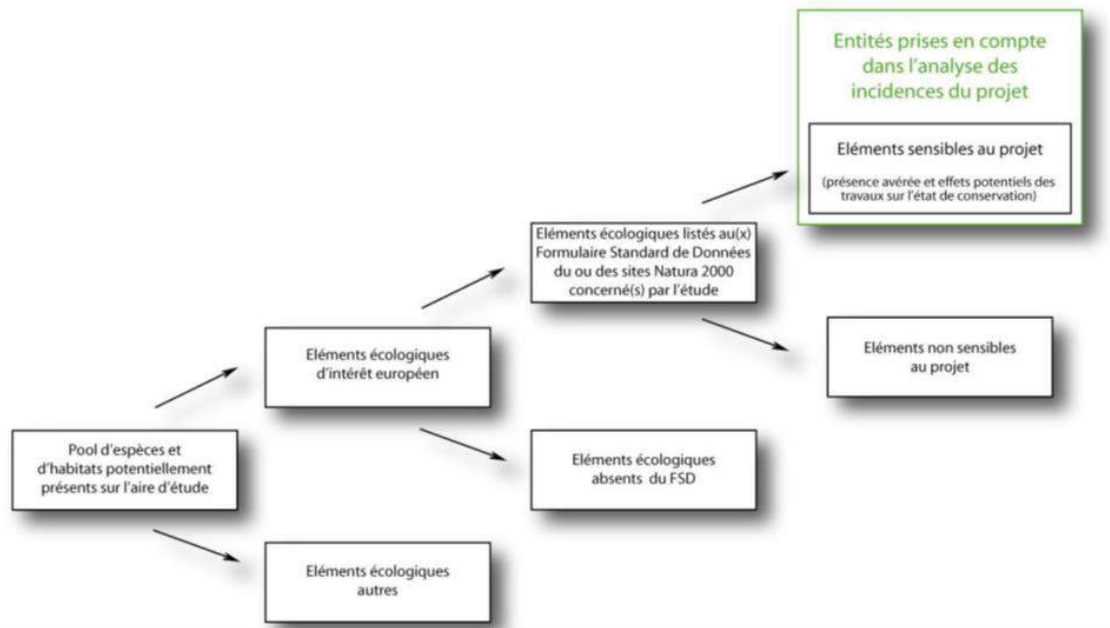 Entités prises en compte
dans l'analyse des
incidences du projet
Eléments sensibles au projet
(présence avérée et effets potentiels des
travaux sur l'état de conservation)
Eléments écologiques listés au(x)
Formulaire Standard de Données
du ou des sites Natura 2000
concerné(s) par l'étude
Eléments non sensibles
au projet
Eléments écologiques
d'intérêt européen
Pool d'espèces et
d'habitats potentiellement
présents sur l'aire d'étude
Eléments écologiques
absents du FSD
Eléments écologiques
autres